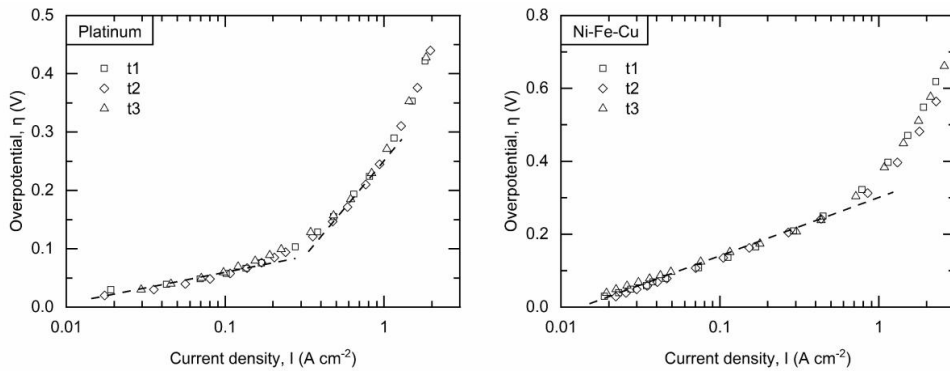 Platinum
t1
t2
t3
0.5
0.4
0.3
0.2
0.1
0.0
0.01
0.1
1
Overpotential, η (V)
Current density, I (A cm⁻²)
Ni-Fe-Cu
t1
t2
t3
0.8
0.6
0.4
0.2
0.0
0.01
0.1
1
Overpotential, η (V)
Current density, I (A cm⁻²)